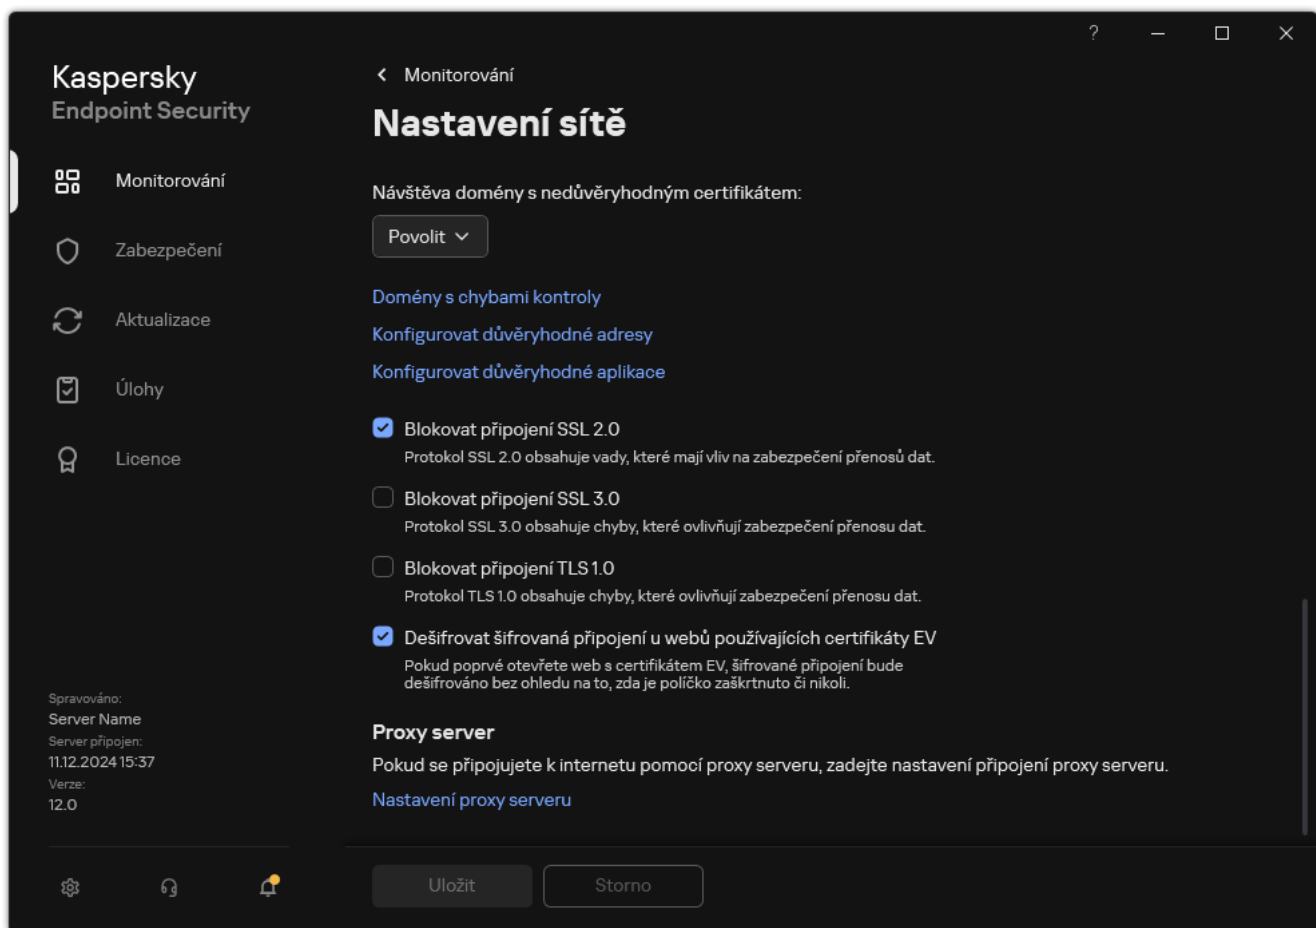 ?
Kaspersky
Endpoint Security
Monitorování
Zabezpečení
Aktualizace
Úlohy
Licence
Spravováno:
Server Name
Server připojen:
11.12.2024 15:37
Verze:
12.0
Monitorování
Nastavení sítě
Návštěva domény s nedůvěryhodným certifikátem:
Povolit
Domény s chybami kontroly
Konfigurovat důvěryhodné adresy
Konfigurovat důvěryhodné aplikace
Blokovat připojení SSL 2.0
Protokol SSL 2.0 obsahuje vady, které mají vliv na zabezpečení přenosů dat.
Blokovat připojení SSL 3.0
Protokol SSL 3.0 obsahuje chyby, které ovlivňují zabezpečení přenosu dat.
Blokovat připojení TLS 1.0
Protokol TLS 1.0 obsahuje chyby, které ovlivňují zabezpečení přenosu dat.
Dešifrovat šifrovaná připojení u webů používajících certifikáty EV
Pokud poprvé otevřete web s certifikátem EV, šifrované připojení bude
dešifrováno bez ohledu na to, zda je políčko zaškrtnuto či nikoli.
Proxy server
Pokud se připojujete k internetu pomocí proxy serveru, zadejte nastavení připojení proxy serveru.
Nastavení proxy serveru
Uložit
Storno